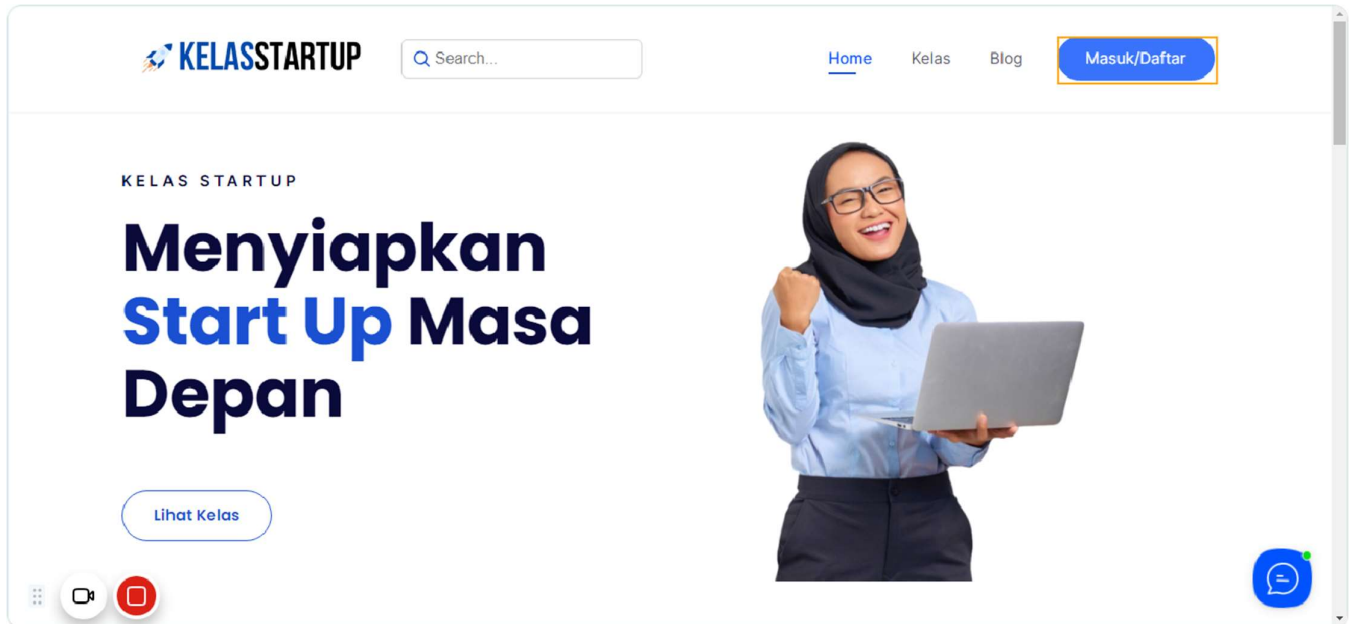 KELASSTARTUP
Search...
Home
Kelas
Blog
Masuk/Daftar
KELAS STARTUP
Menyiapkan
Start Up Masa
Depan
Lihat Kelas